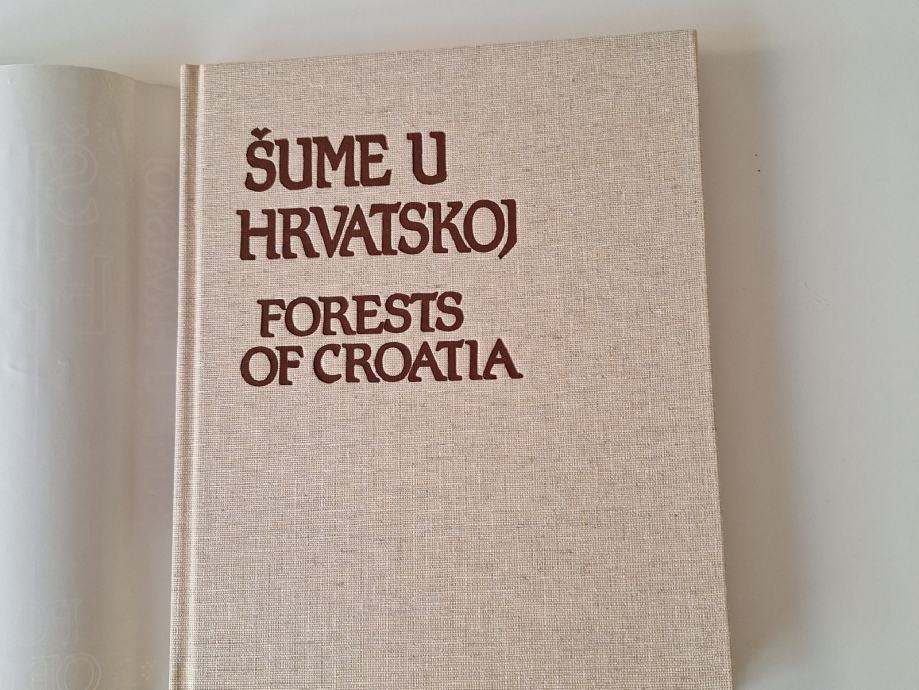 ŠUME U
HRVATSKOJ
FORESTS
OF CROATIA